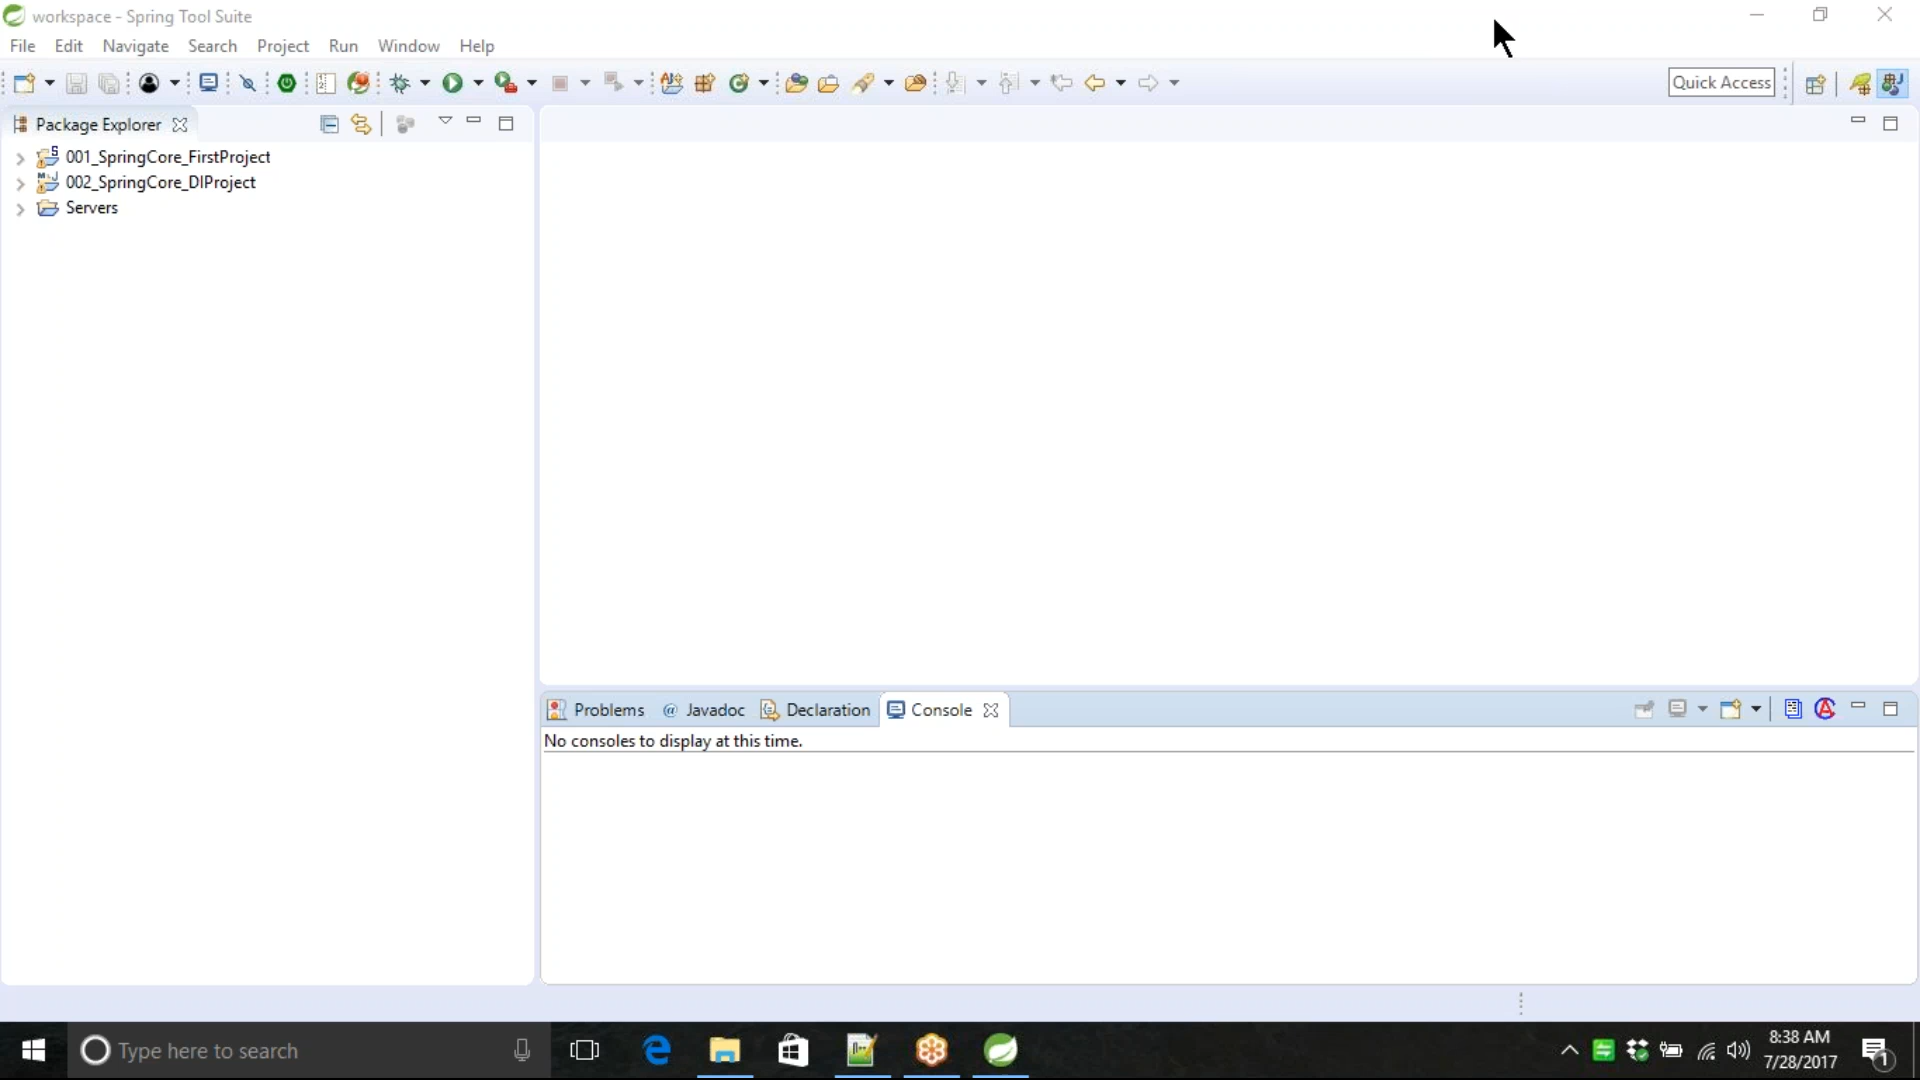 workspace - Spring Tool Suite
File Edit Navigate Search Project Run Window Help
Quick Access
Package Explorer
001_SpringCore_FirstProject
002_SpringCore_DIProject
Servers
Problems @ Javadoc Declaration Console
No consoles to display at this time.
Type here to search
8:38 AM
7/28/2017
1